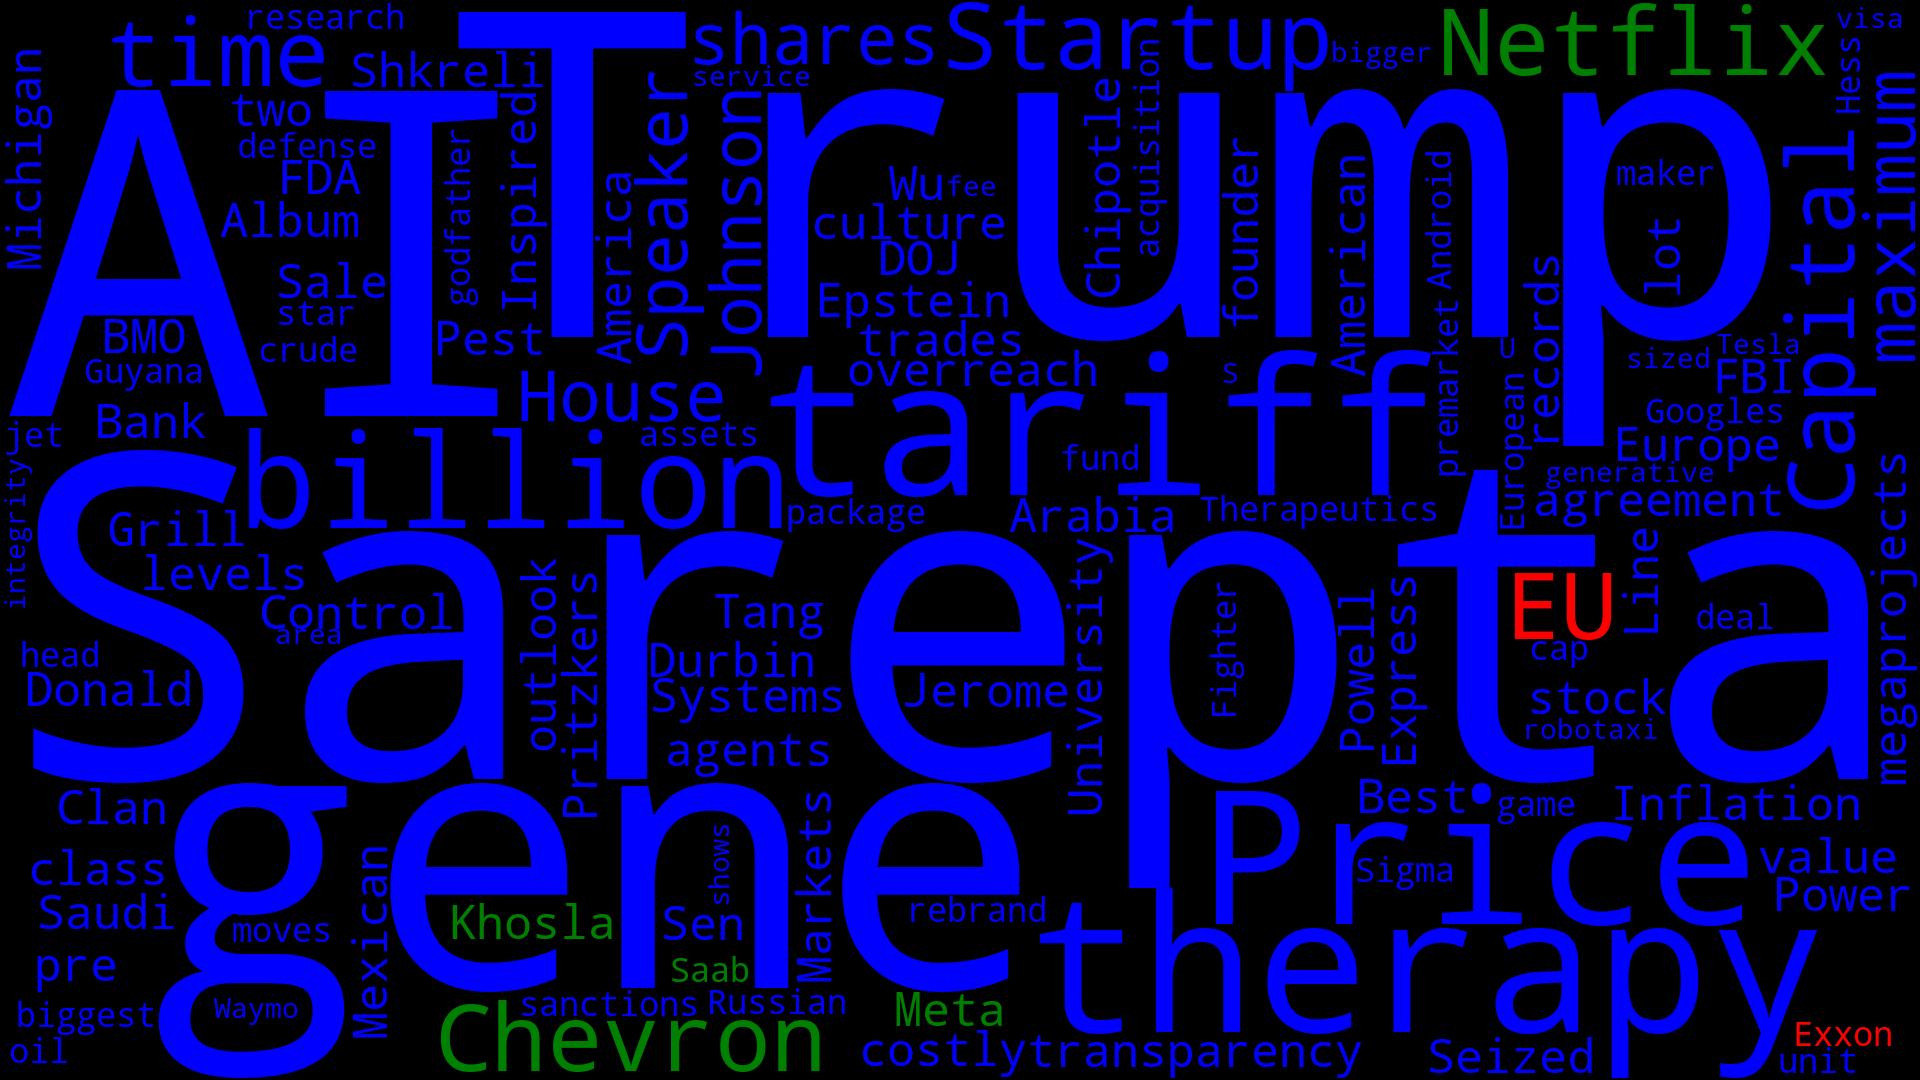 research
time
Shkreli
shares
service
Startup
bigger
Netflix
visa
Hess
Michigan
two
defense
FDA
Album
godfather
Inspired
AI
Trump
America
Speaker
Johnson
Wu
fee
culture
DOJ
Epstein
trades
overreach
Chipotle
acquisition
founder
American
Android
premarket
maker
lot
records
Capital
maximum
Sale
star
crude
Pest
BMO
Guyana
Bank
jet
House
assets
billion
tariff
S
U
fund
European
sized
Tesla
FBI
Googles
Europe
generative
agreement
integrity
Grill
levels
package
Arabia
Therapeutics
Sarepta
Control
area
outlook
Pritzkers
Tang
Durbin
Systems
Jerome
agents
University
Fighter
Powell
Express
EU
Line
cap
deal
stock
robotaxi
megaprojects
head
Donald
Clan
class
Saudi
moves
pre
biggest
Waymo
oil
gene
Mexican
Khosla
shows
Sen
Saab
Markets
rebrand
sanctions
Russian
Chevron
Meta
Best
game
Inflation
Price
Sigma
value
Power
therapy
costly
transparency
Seized
Exxon
unit